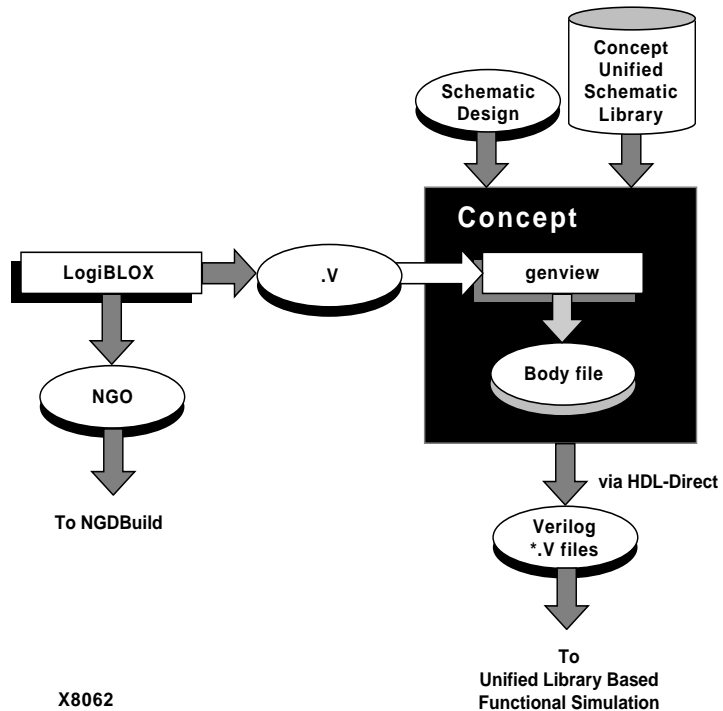 Concept
Unified
Schematic
Library
Schematic
Design
Concept
LogiBLOX
.V
genview
Body file
NGO
via HDL-Direct
To NGDBuild
Verilog
*.V files
To
Unified Library Based
Functional Simulation
X8062